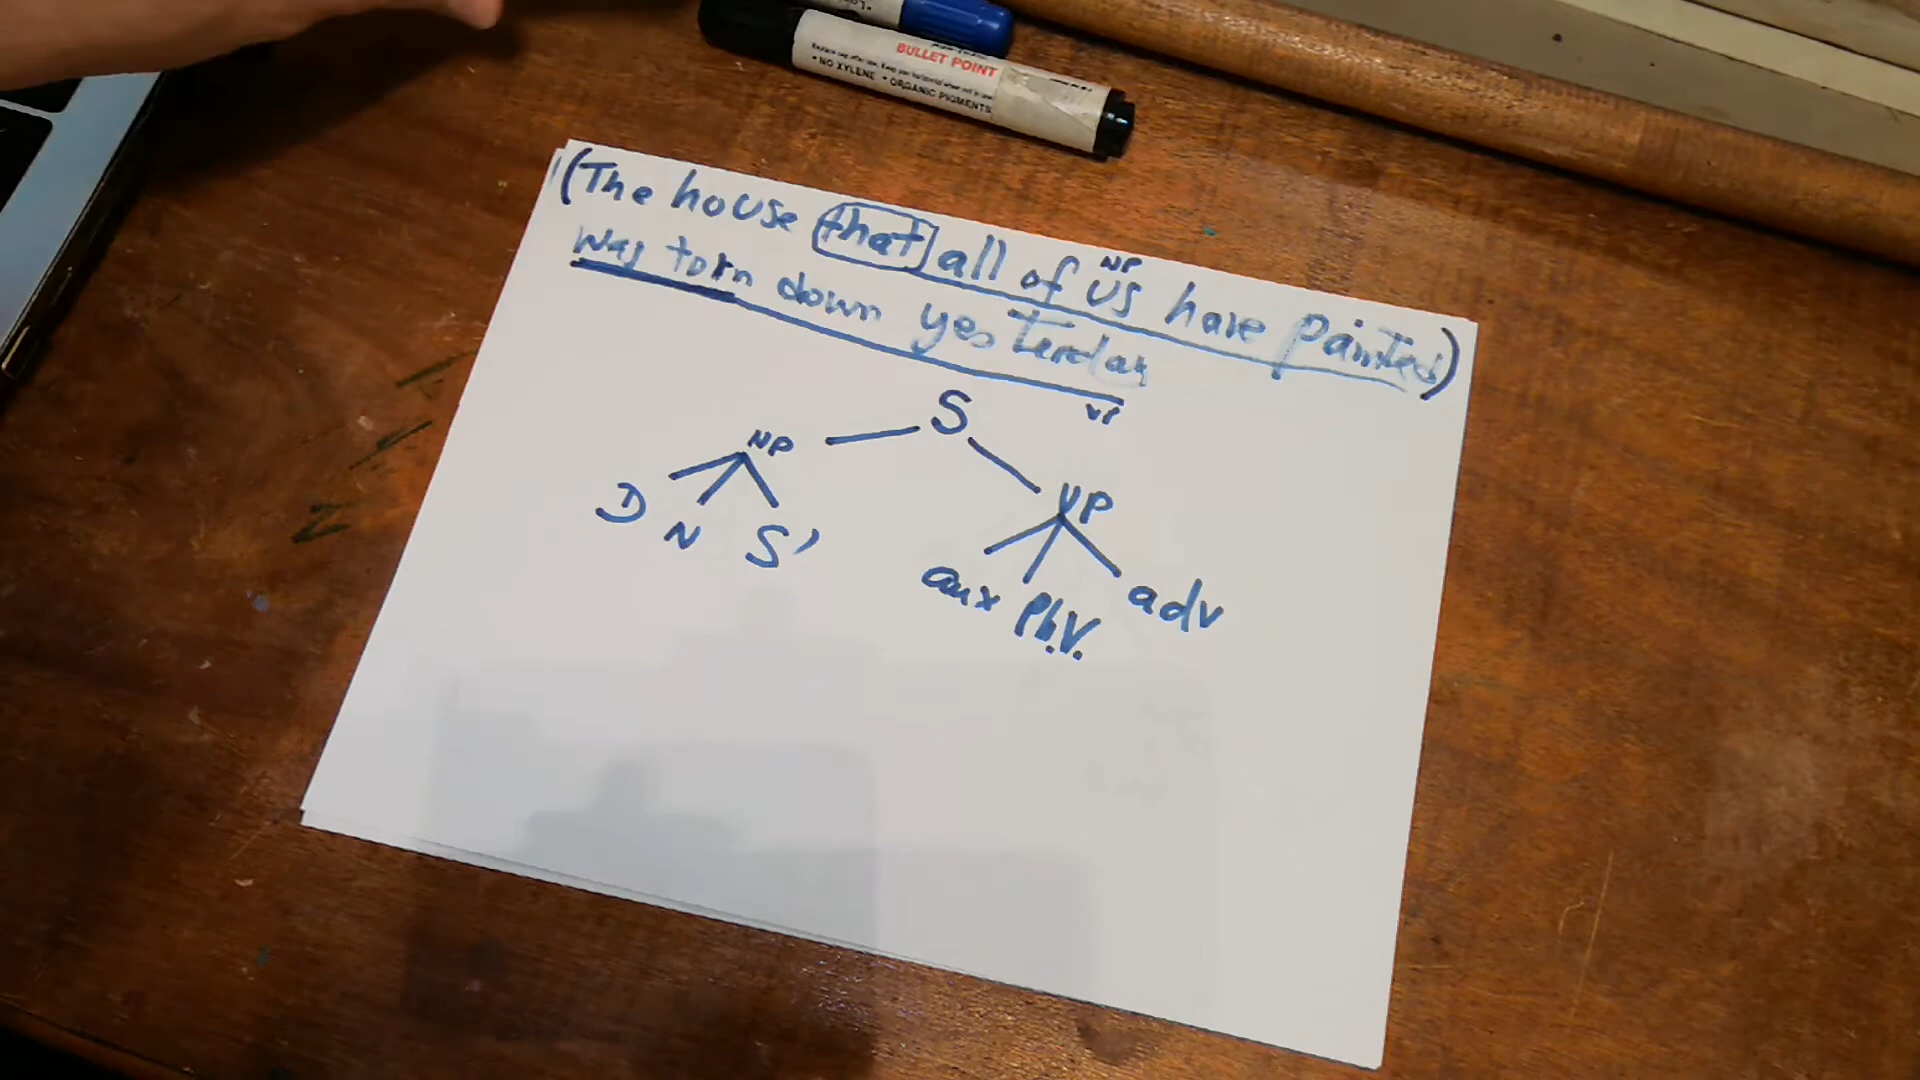 BULLET POINT
• NO XYLENE • ORGANIC PIGMENTS
(The house that all of us have painted)
NP
was torn down yesterday
VP
S
NP
VP
D N S'
aux Ph.V. adv